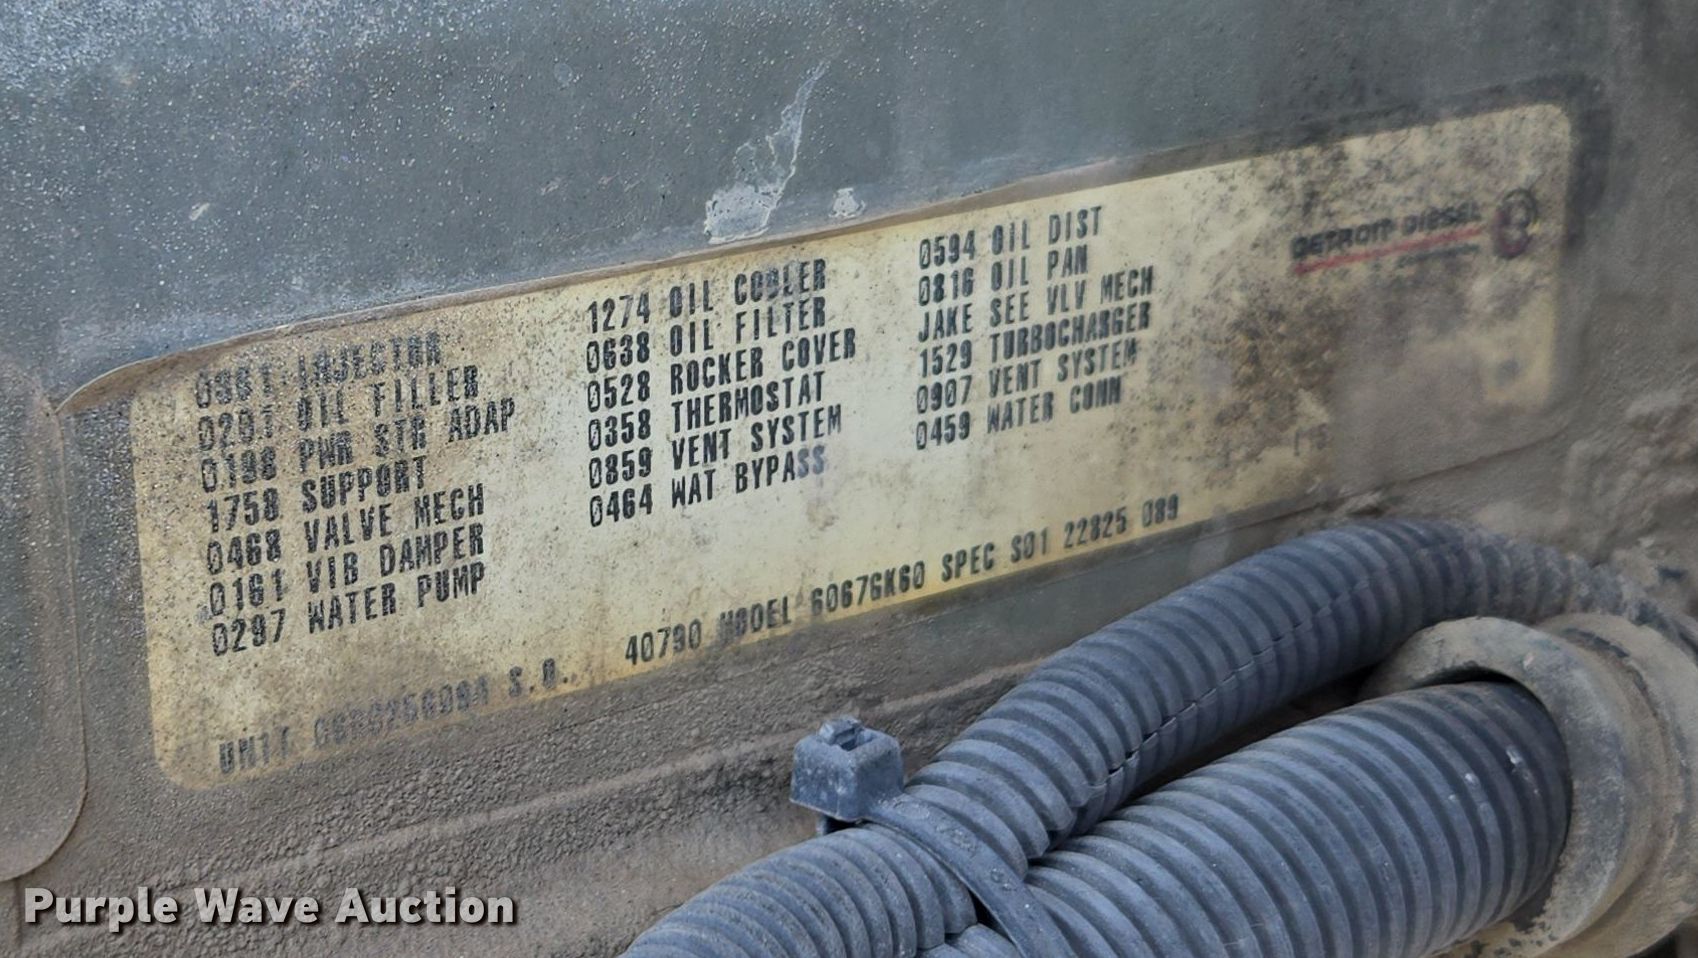 INJECTOR
0291 OIL FILLER
0198 PWR STR ADAP
1758 SUPPORT
0468 VALVE MECH
0161 VIB DAMPER
0297 WATER PUMP
1274 OIL COOLER
0638 OIL FILTER
0528 ROCKER COVER
0358 THERMOSTAT
0859 VENT SYSTEM
0464 WAT BYPASS
0594 OIL DIST
0816 OIL PAN
JAKE SEE VLV MECH
1529 TURBOCHARGER
0907 VENT SYSTEM
0459 WATER CONN
DETROIT DIESEL
UNIT S.O. 40790 MODEL 6067GK60 SPEC S01 22825 089
Purple Wave Auction